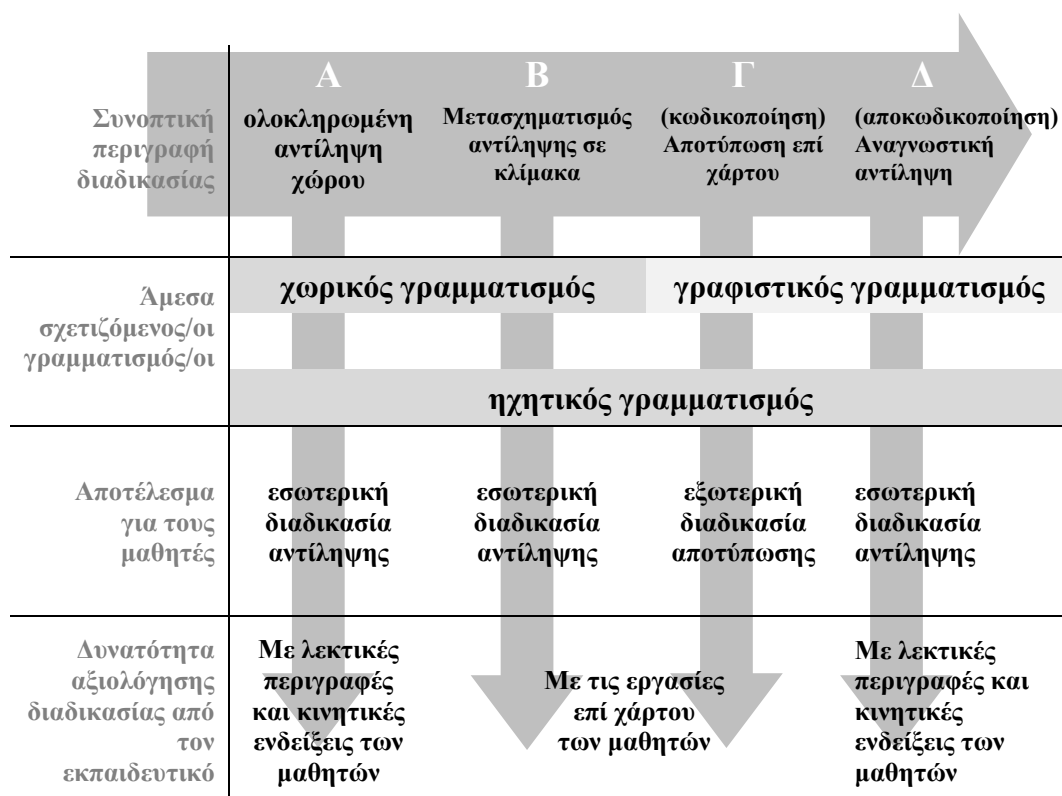 Α Β Γ Δ
Συνοπτική
περιγραφή
διαδικασίας
ολοκληρωμένη
αντίληψη
χώρου
Μετασχηματισμός
αντίληψης σε
κλίμακα
(κωδικοποίηση)
Αποτύπωση επί
χάρτου
(αποκωδικοποίηση)
Αναγνωστική
αντίληψη
Άμεσα
σχετιζόμενος/οι
γραμματισμός/οι
χωρικός γραμματισμός
γραφιστικός γραμματισμός
ηχητικός γραμματισμός
Αποτέλεσμα
για τους
μαθητές
εσωτερική
διαδικασία
αντίληψης
εσωτερική
διαδικασία
αντίληψης
εξωτερική
διαδικασία
αποτύπωσης
εσωτερική
διαδικασία
αντίληψης
Δυνατότητα
αξιολόγησης
διαδικασίας από
τον
εκπαιδευτικό
Με λεκτικές
περιγραφές
και κινητικές
ενδείξεις των
μαθητών
Με τις εργασίες
επί χάρτου
των μαθητών
Με λεκτικές
περιγραφές και
κινητικές
ενδείξεις των
μαθητών